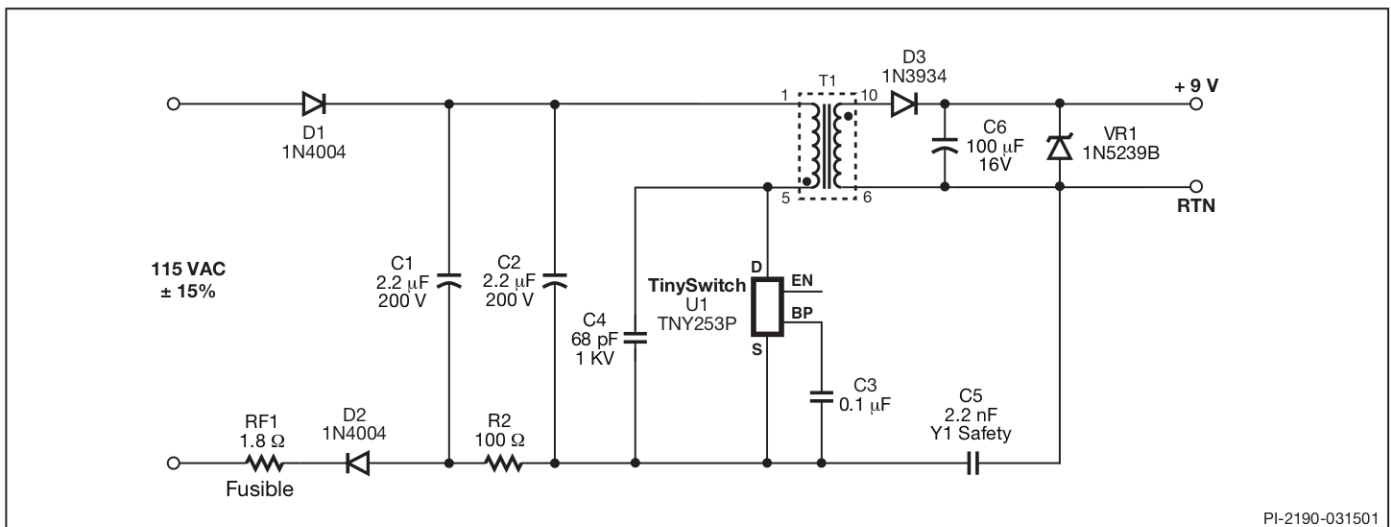 D3
1N3934
T1
+ 9 V
1
10
D1
1N4004
C6
100 µF
16V
VR1
1N5239B
5
6
RTN
115 VAC
± 15%
C1
2.2 µF
200 V
C2
2.2 µF
200 V
D
EN
TinySwitch
U1
TNY253P
BP
S
C4
68 pF
1 KV
C3
0.1 µF
C5
2.2 nF
Y1 Safety
RF1
1.8 Ω
Fusible
D2
1N4004
R2
100 Ω
PI-2190-031501